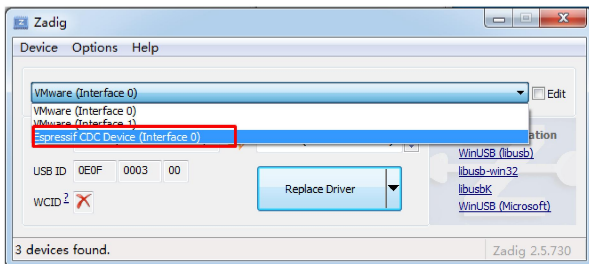 Zadig
Device Options Help
VMware (Interface 0)
Edit
VMware (Interface 0)
VMware (Interface 1)
Espressif CDC Device (Interface 0)
ation
WinUSB (libusb)
libusb-win32
libusbK
WinUSB (Microsoft)
USB ID 0E0F 0003 00
WCID ?
Replace Driver
3 devices found.
Zadig 2.5.730